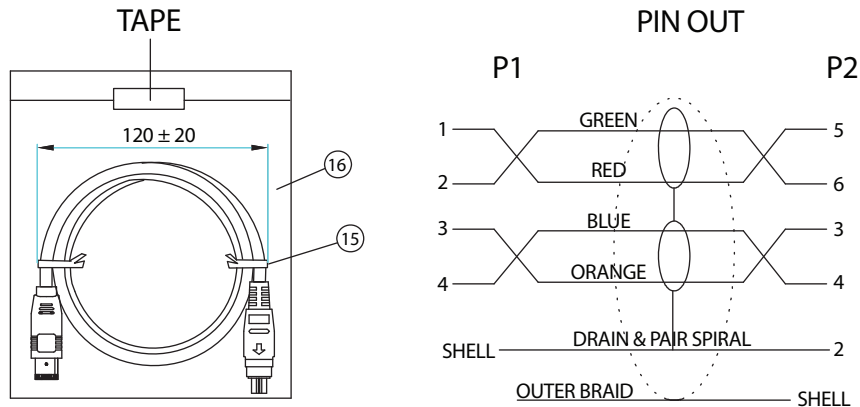 TAPE
120 ± 20
16
15
PIN OUT
P1 P2
1 GREEN 5
2 RED 6
3 BLUE 3
4 ORANGE 4
SHELL DRAIN & PAIR SPIRAL 2
OUTER BRAID SHELL